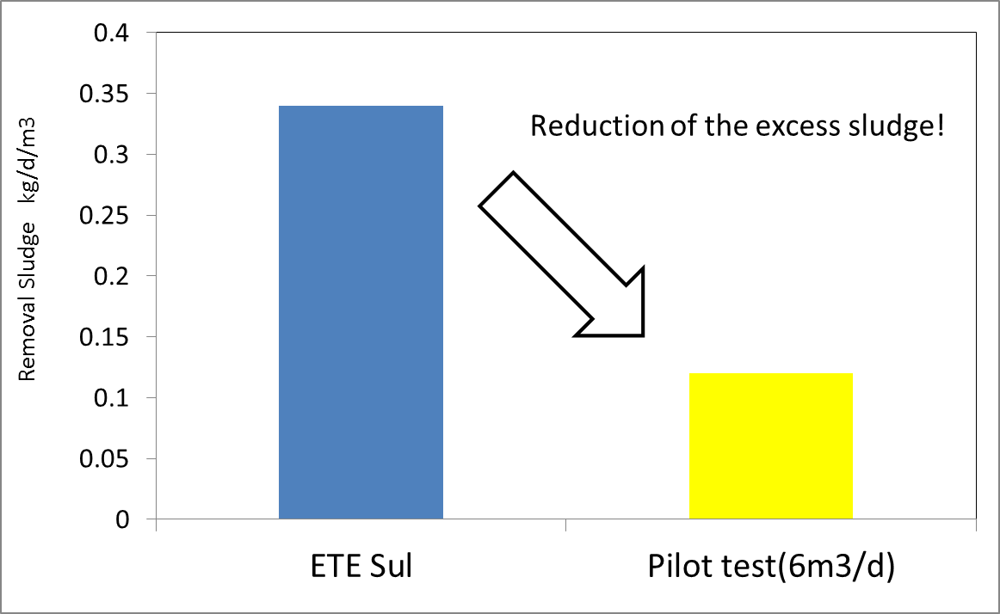 0.4
0.35
0.3
0.25
0.2
0.15
0.1
0.05
0
Removal Sludge kg/d/m3
Reduction of the excess sludge!
ETE Sul
Pilot test(6m3/d)